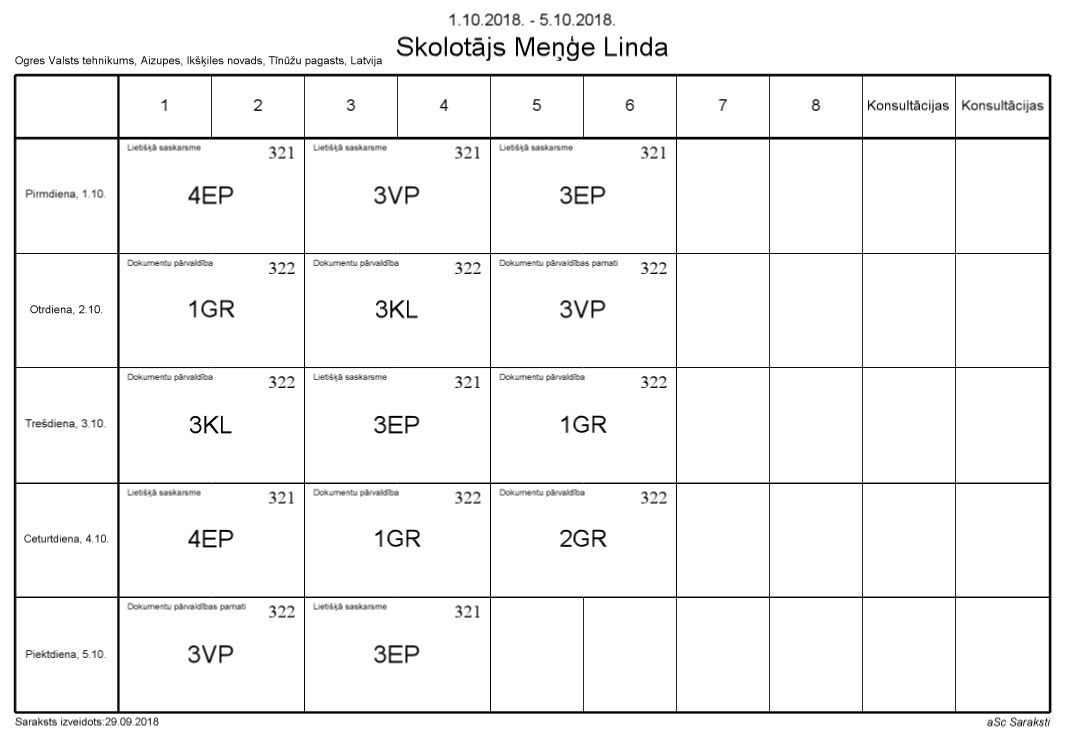 1.10.2018. - 5.10.2018.
Skolotājs Meņģe Linda
Ogres Valsts tehnikums, Aizupes, Ikšķiles novads, Tīnūžu pagasts, Latvija
1 2 3 4 5 6 7 8 Konsultācijas Konsultācijas
Pirmdiena, 1.10.
Lietišķā saskarsme 321
4EP
Lietišķā saskarsme 321
3VP
Lietišķā saskarsme 321
3EP
Otrdiena, 2.10.
Dokumentu pārvaldība 322
1GR
Dokumentu pārvaldība 322
3KL
Dokumentu pārvaldības pamati 322
3VP
Trešdiena, 3.10.
Dokumentu pārvaldība 322
3KL
Lietišķā saskarsme 321
3EP
Dokumentu pārvaldība 322
1GR
Ceturtdiena, 4.10.
Lietišķā saskarsme 321
4EP
Dokumentu pārvaldība 322
1GR
Dokumentu pārvaldība 322
2GR
Piektdiena, 5.10.
Dokumentu pārvaldības pamati 322
3VP
Lietišķā saskarsme 321
3EP
Saraksts izveidots:29.09.2018
aSc Saraksti